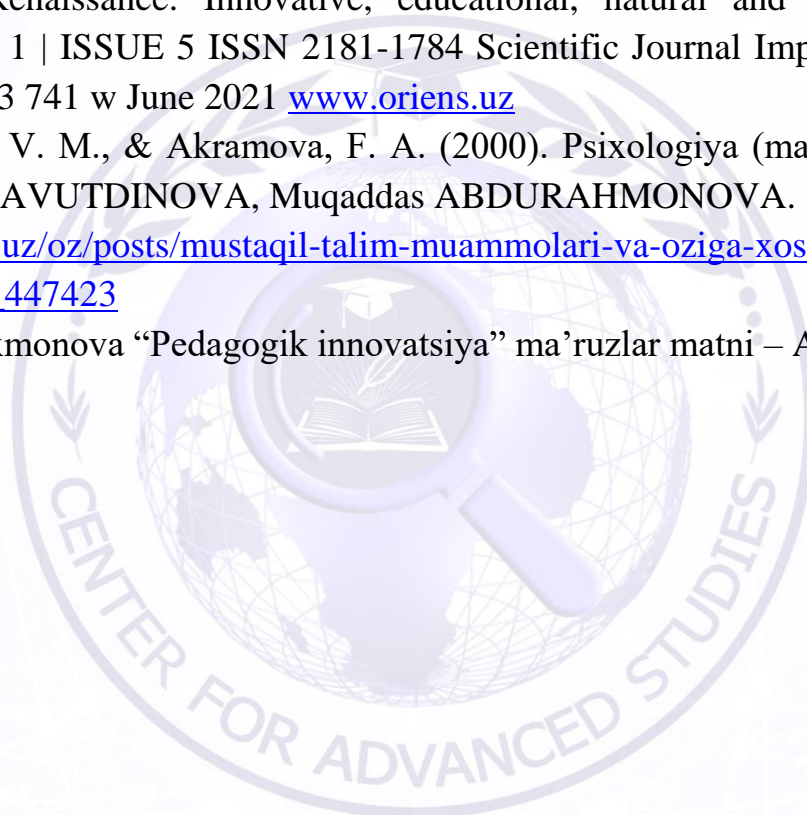 Renaissance: Innovative, educational, natural and
1 | ISSUE 5 ISSN 2181-1784 Scientific Journal Imp
3 741 w June 2021 www.oriens.uz
V. M., & Akramova, F. A. (2000). Psixologiya (ma
AVUTDINOVA, Muqaddas ABDURAHMONOVA.
uz/oz/posts/mustaqil-talim-muammolari-va-oziga-xos
_447423
xmonova “Pedagogik innovatsiya” ma’ruzlar matni – A
CENTER FOR ADVANCED STUDIES